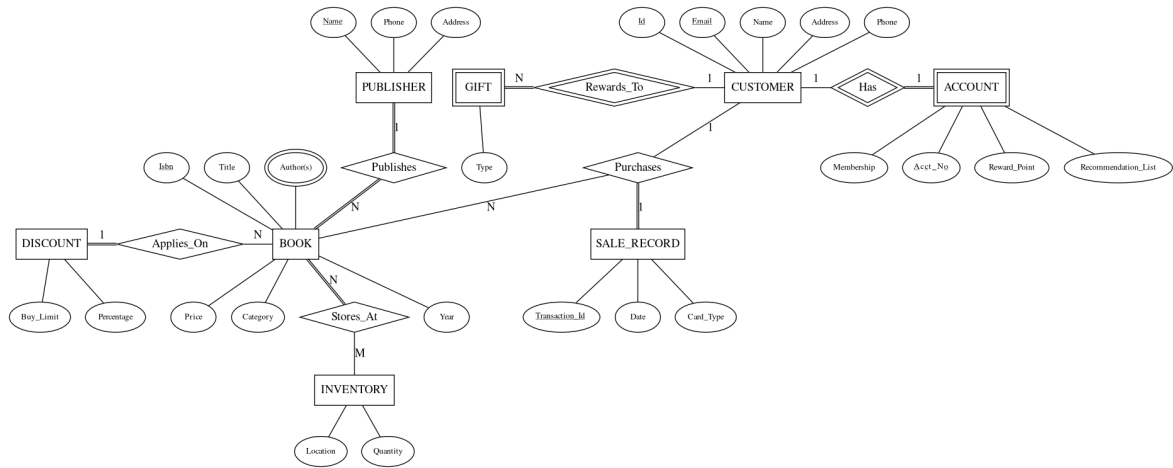 Name Phone Address Id Email Name Address Phone
PUBLISHER GIFT N Rewards_To 1 CUSTOMER 1 Has 1 ACCOUNT
1 1
Isbn Title Author(s) Publishes Type Purchases Membership Acct_No Reward_Point Recommendation_List
N N 1
DISCOUNT 1 Applies_On N BOOK SALE_RECORD
N
Buy_Limit Percentage Price Category Stores_At Year Transaction_Id Date Card_Type
M
INVENTORY
Location Quantity